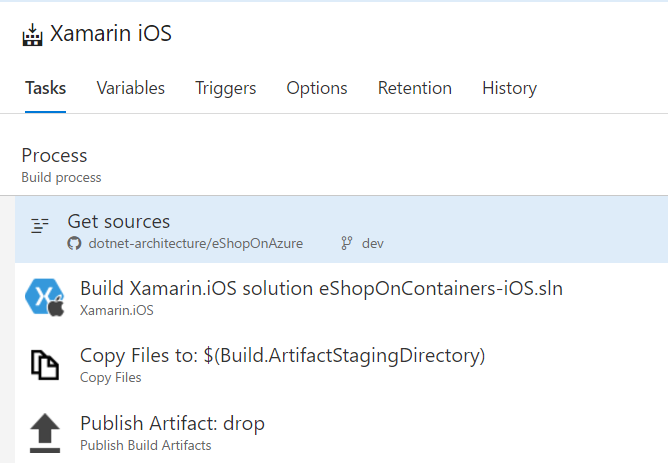 Xamarin iOS
Tasks Variables Triggers Options Retention History
Process
Build process
Get sources
dotnet-architecture/eShopOnAzure dev
Build Xamarin.iOS solution eShopOnContainers-iOS.sln
Xamarin.iOS
Copy Files to: $(Build.ArtifactStagingDirectory)
Copy Files
Publish Artifact: drop
Publish Build Artifacts